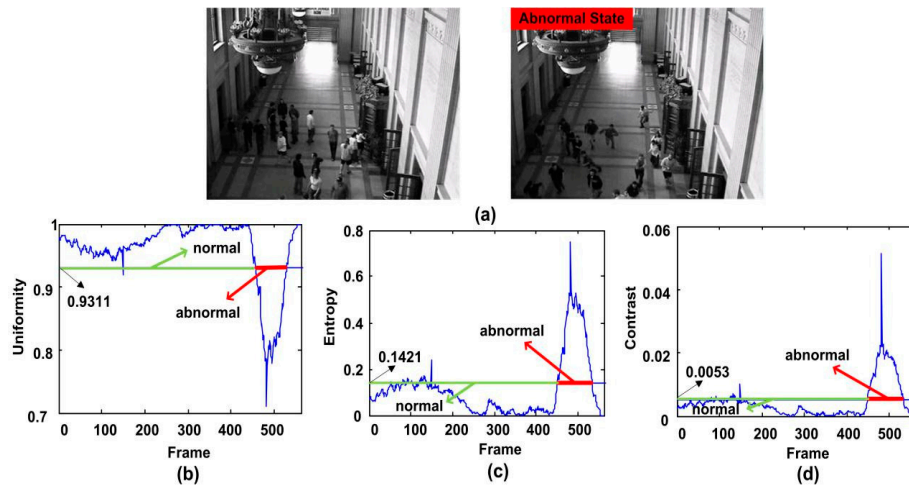 Abnormal State
(a)
1
0.9
0.8
0.7
Uniformity
normal
0.9311
abnormal
0 100 200 300 400 500
Frame
(b)
0.8
0.6
0.4
0.2
0
Entropy
abnormal
0.1421
normal
0 100 200 300 400 500
Frame
(c)
0.06
0.04
0.02
0
Contrast
abnormal
0.0053
normal
0 100 200 300 400 500
Frame
(d)